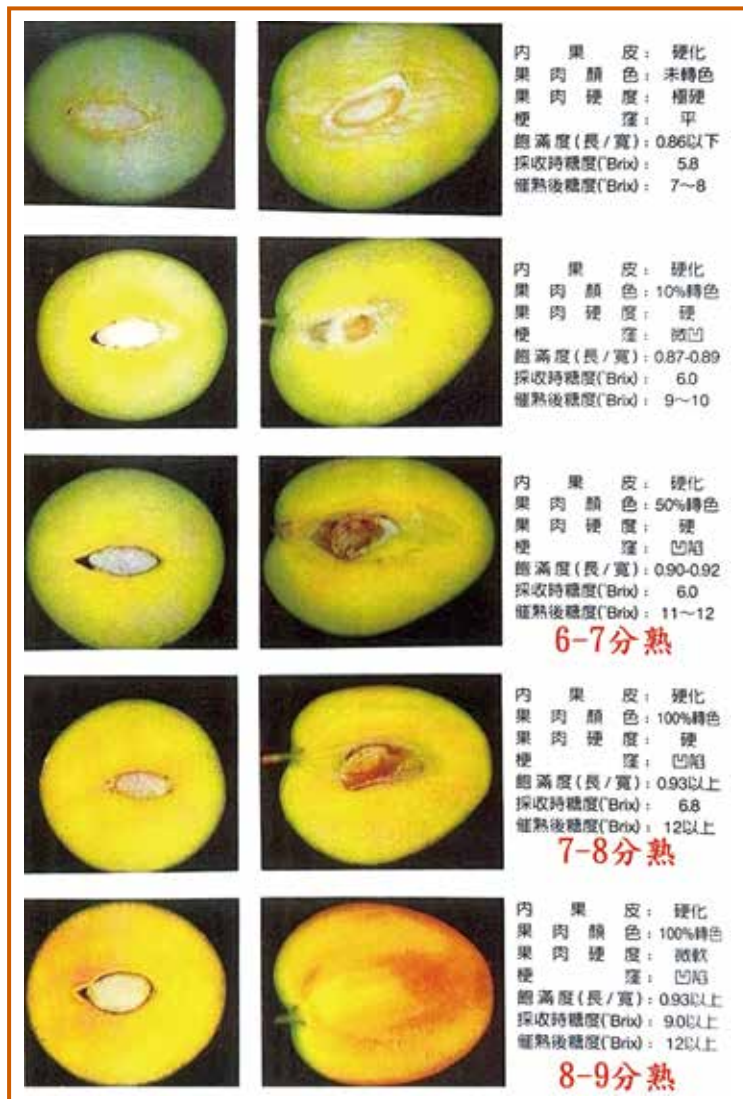 內果皮：硬化
果肉顏色：未轉色
果肉硬度：極硬
梗窪：平
飽滿度(長/寬)：0.86以下
採收時糖度(°Brix)：5.8
催熟後糖度(°Brix)：7～8
內果皮：硬化
果肉顏色：10%轉色
果肉硬度：硬
梗窪：微凹
飽滿度(長/寬)：0.87-0.89
採收時糖度(°Brix)：6.0
催熟後糖度(°Brix)：9～10
內果皮：硬化
果肉顏色：50%轉色
果肉硬度：硬
梗窪：凹陷
飽滿度(長/寬)：0.90-0.92
採收時糖度(°Brix)：6.0
催熟後糖度(°Brix)：11～12
6-7分熟
內果皮：硬化
果肉顏色：100%轉色
果肉硬度：硬
梗窪：凹陷
飽滿度(長/寬)：0.93以上
採收時糖度(°Brix)：6.8
催熟後糖度(°Brix)：12以上
7-8分熟
內果皮：硬化
果肉顏色：100%轉色
果肉硬度：微軟
梗窪：凹陷
飽滿度(長/寬)：0.93以上
採收時糖度(°Brix)：9.0以上
催熟後糖度(°Brix)：12以上
8-9分熟